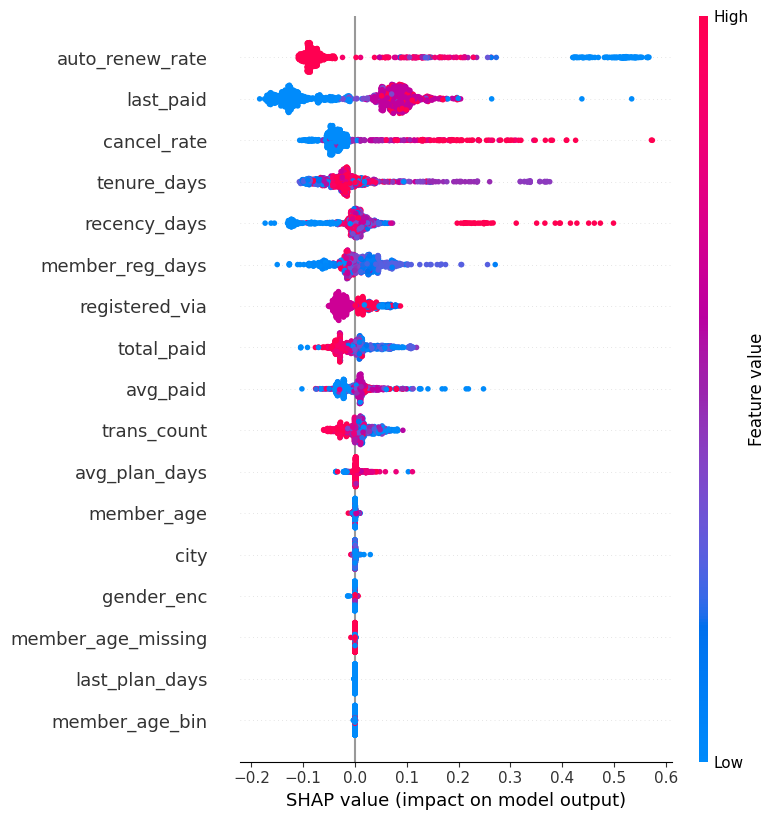 High
auto_renew_rate
last_paid
cancel_rate
tenure_days
recency_days
member_reg_days
registered_via
total_paid
avg_paid
trans_count
avg_plan_days
member_age
city
gender_enc
member_age_missing
last_plan_days
member_age_bin
Feature value
Low
−0.2 −0.1 0.0 0.1 0.2 0.3 0.4 0.5 0.6
SHAP value (impact on model output)